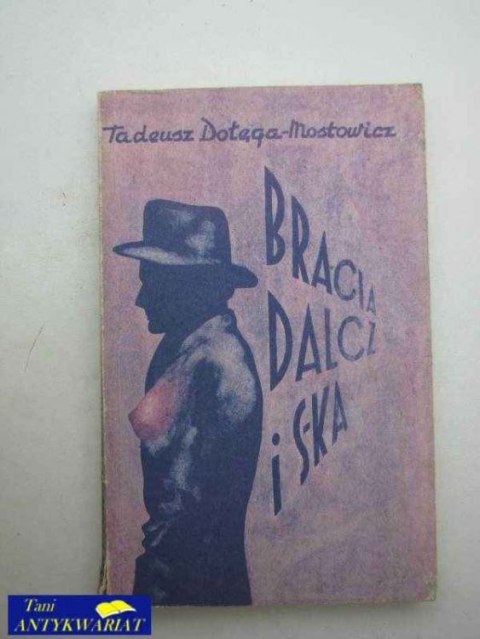 Tadeusz Dołęga-Mostowicz
BRACIA
DALCZ
i S-KA
Tani
ANTYKWARIAT